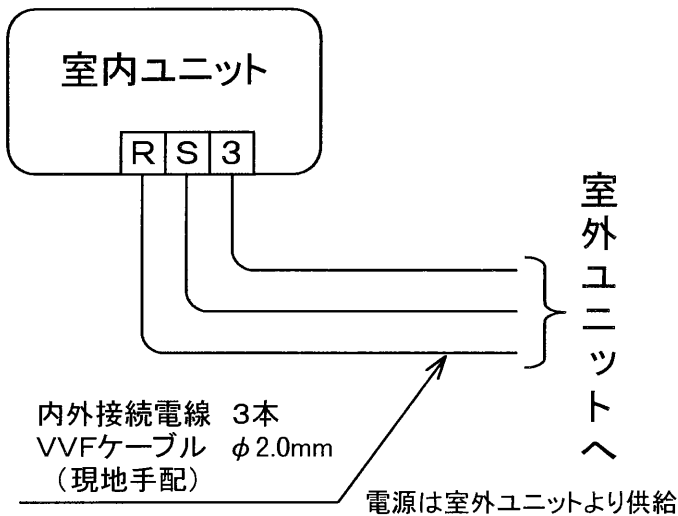 室内ユニット
R S 3
室外ユニットへ
内外接続電線 3本
VVFケーブル φ2.0mm
(現地手配)
電源は室外ユニットより供給